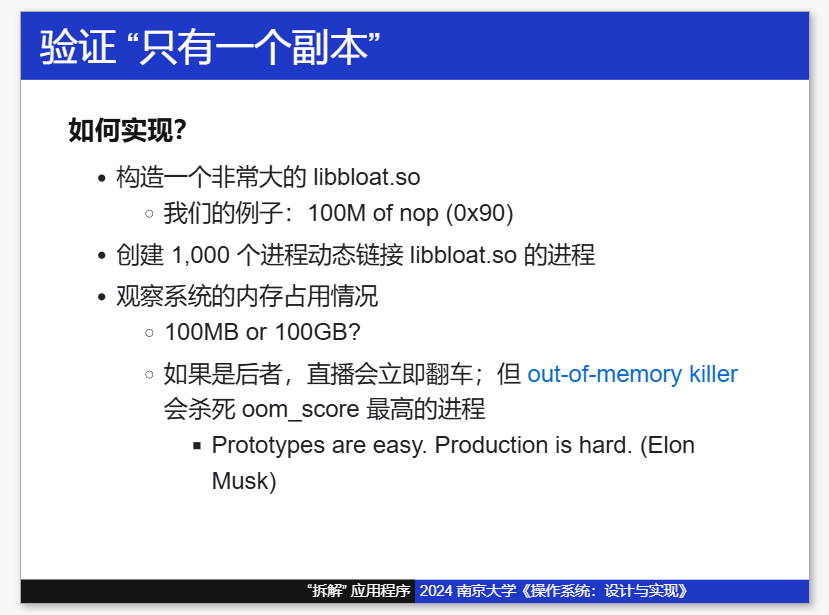 验证 “只有一个副本”
如何实现？
构造一个非常大的 libbloat.so
我们的例子：100M of nop (0x90)
创建 1,000 个进程动态链接 libbloat.so 的进程
观察系统的内存占用情况
100MB or 100GB?
如果是后者，直播会立即翻车；但 out-of-memory killer
会杀死 oom_score 最高的进程
Prototypes are easy. Production is hard. (Elon
Musk)
“拆解” 应用程序 2024 南京大学《操作系统：设计与实现》